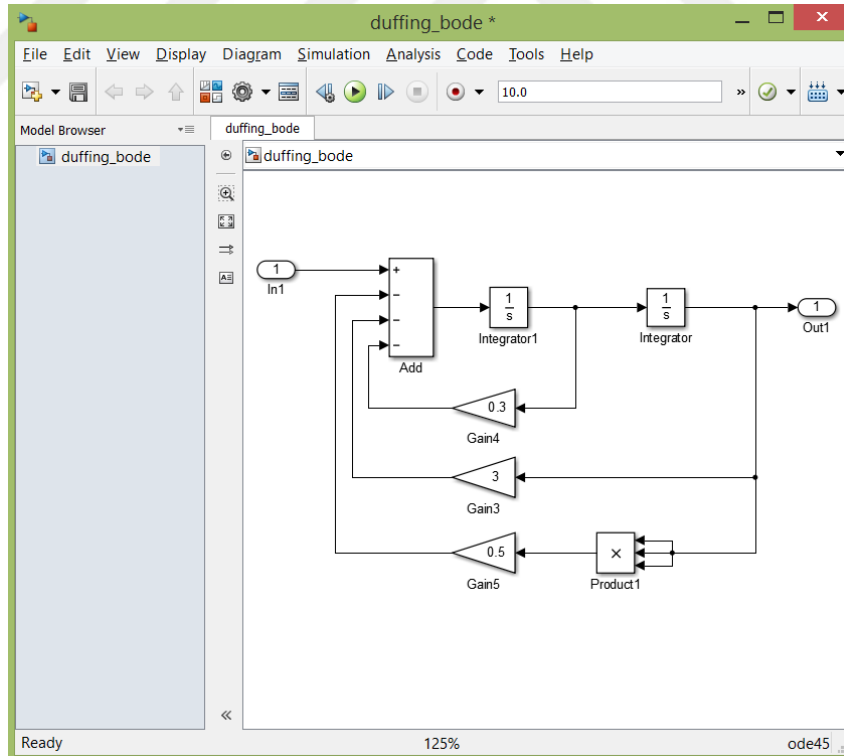 duffing_bode *
File Edit View Display Diagram Simulation Analysis Code Tools Help
10.0 »
Model Browser
duffing_bode
duffing_bode
duffing_bode
1
In1
+
−
−
−
Add
1
s
Integrator1
1
s
Integrator
1
Out1
0.3
Gain4
3
Gain3
0.5
Gain5
×
Product1
Ready 125% ode45